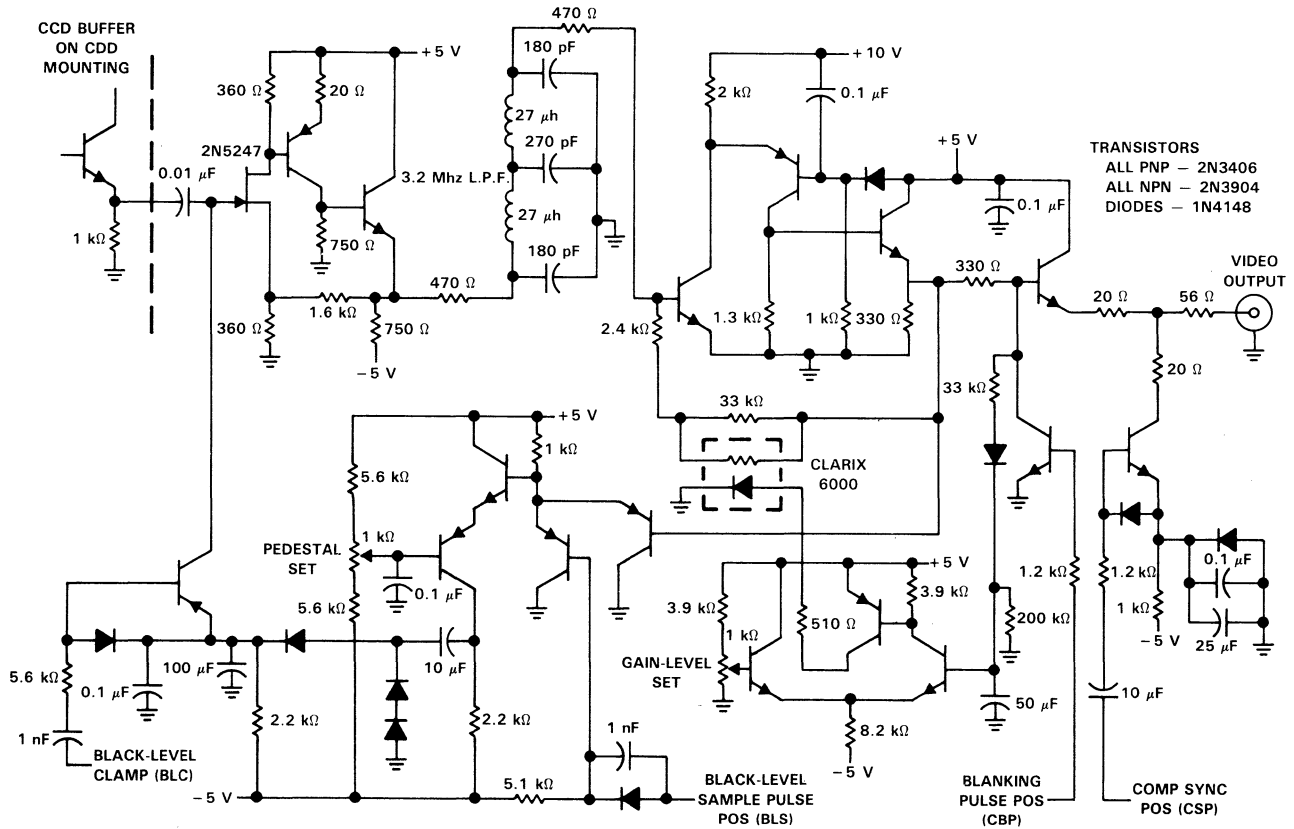 CCD BUFFER
ON CDD
MOUNTING
470 Ω
180 pF
+5 V
+10 V
360 Ω
20 Ω
2 kΩ
0.1 μF
27 μh
270 pF
2N5247
+5 V
TRANSISTORS
ALL PNP – 2N3406
ALL NPN – 2N3904
DIODES – 1N4148
0.01 μF
3.2 Mhz L.P.F.
0.1 μF
27 μh
1 kΩ
750 Ω
180 pF
VIDEO
OUTPUT
470 Ω
330 Ω
20 Ω
56 Ω
1.6 kΩ
360 Ω
750 Ω
2.4 kΩ
1.3 kΩ
1 kΩ
330 Ω
–5 V
20 Ω
33 kΩ
33 kΩ
+5 V
1 kΩ
5.6 kΩ
CLARIX
6000
1 kΩ
PEDESTAL
SET
0.1 μF
5.6 kΩ
+5 V
3.9 kΩ
3.9 kΩ
1.2 kΩ
1.2 kΩ
0.1 μF
1 kΩ
–5 V
25 μF
200 kΩ
510 Ω
1 kΩ
GAIN-LEVEL
SET
5.6 kΩ
0.1 μF
100 μF
10 μF
50 μF
10 μF
2.2 kΩ
2.2 kΩ
8.2 kΩ
1 nF
1 nF
BLACK-LEVEL
CLAMP (BLC)
–5 V
–5 V
5.1 kΩ
BLACK-LEVEL
SAMPLE PULSE
POS (BLS)
BLANKING
PULSE POS
(CBP)
COMP SYNC
POS (CSP)